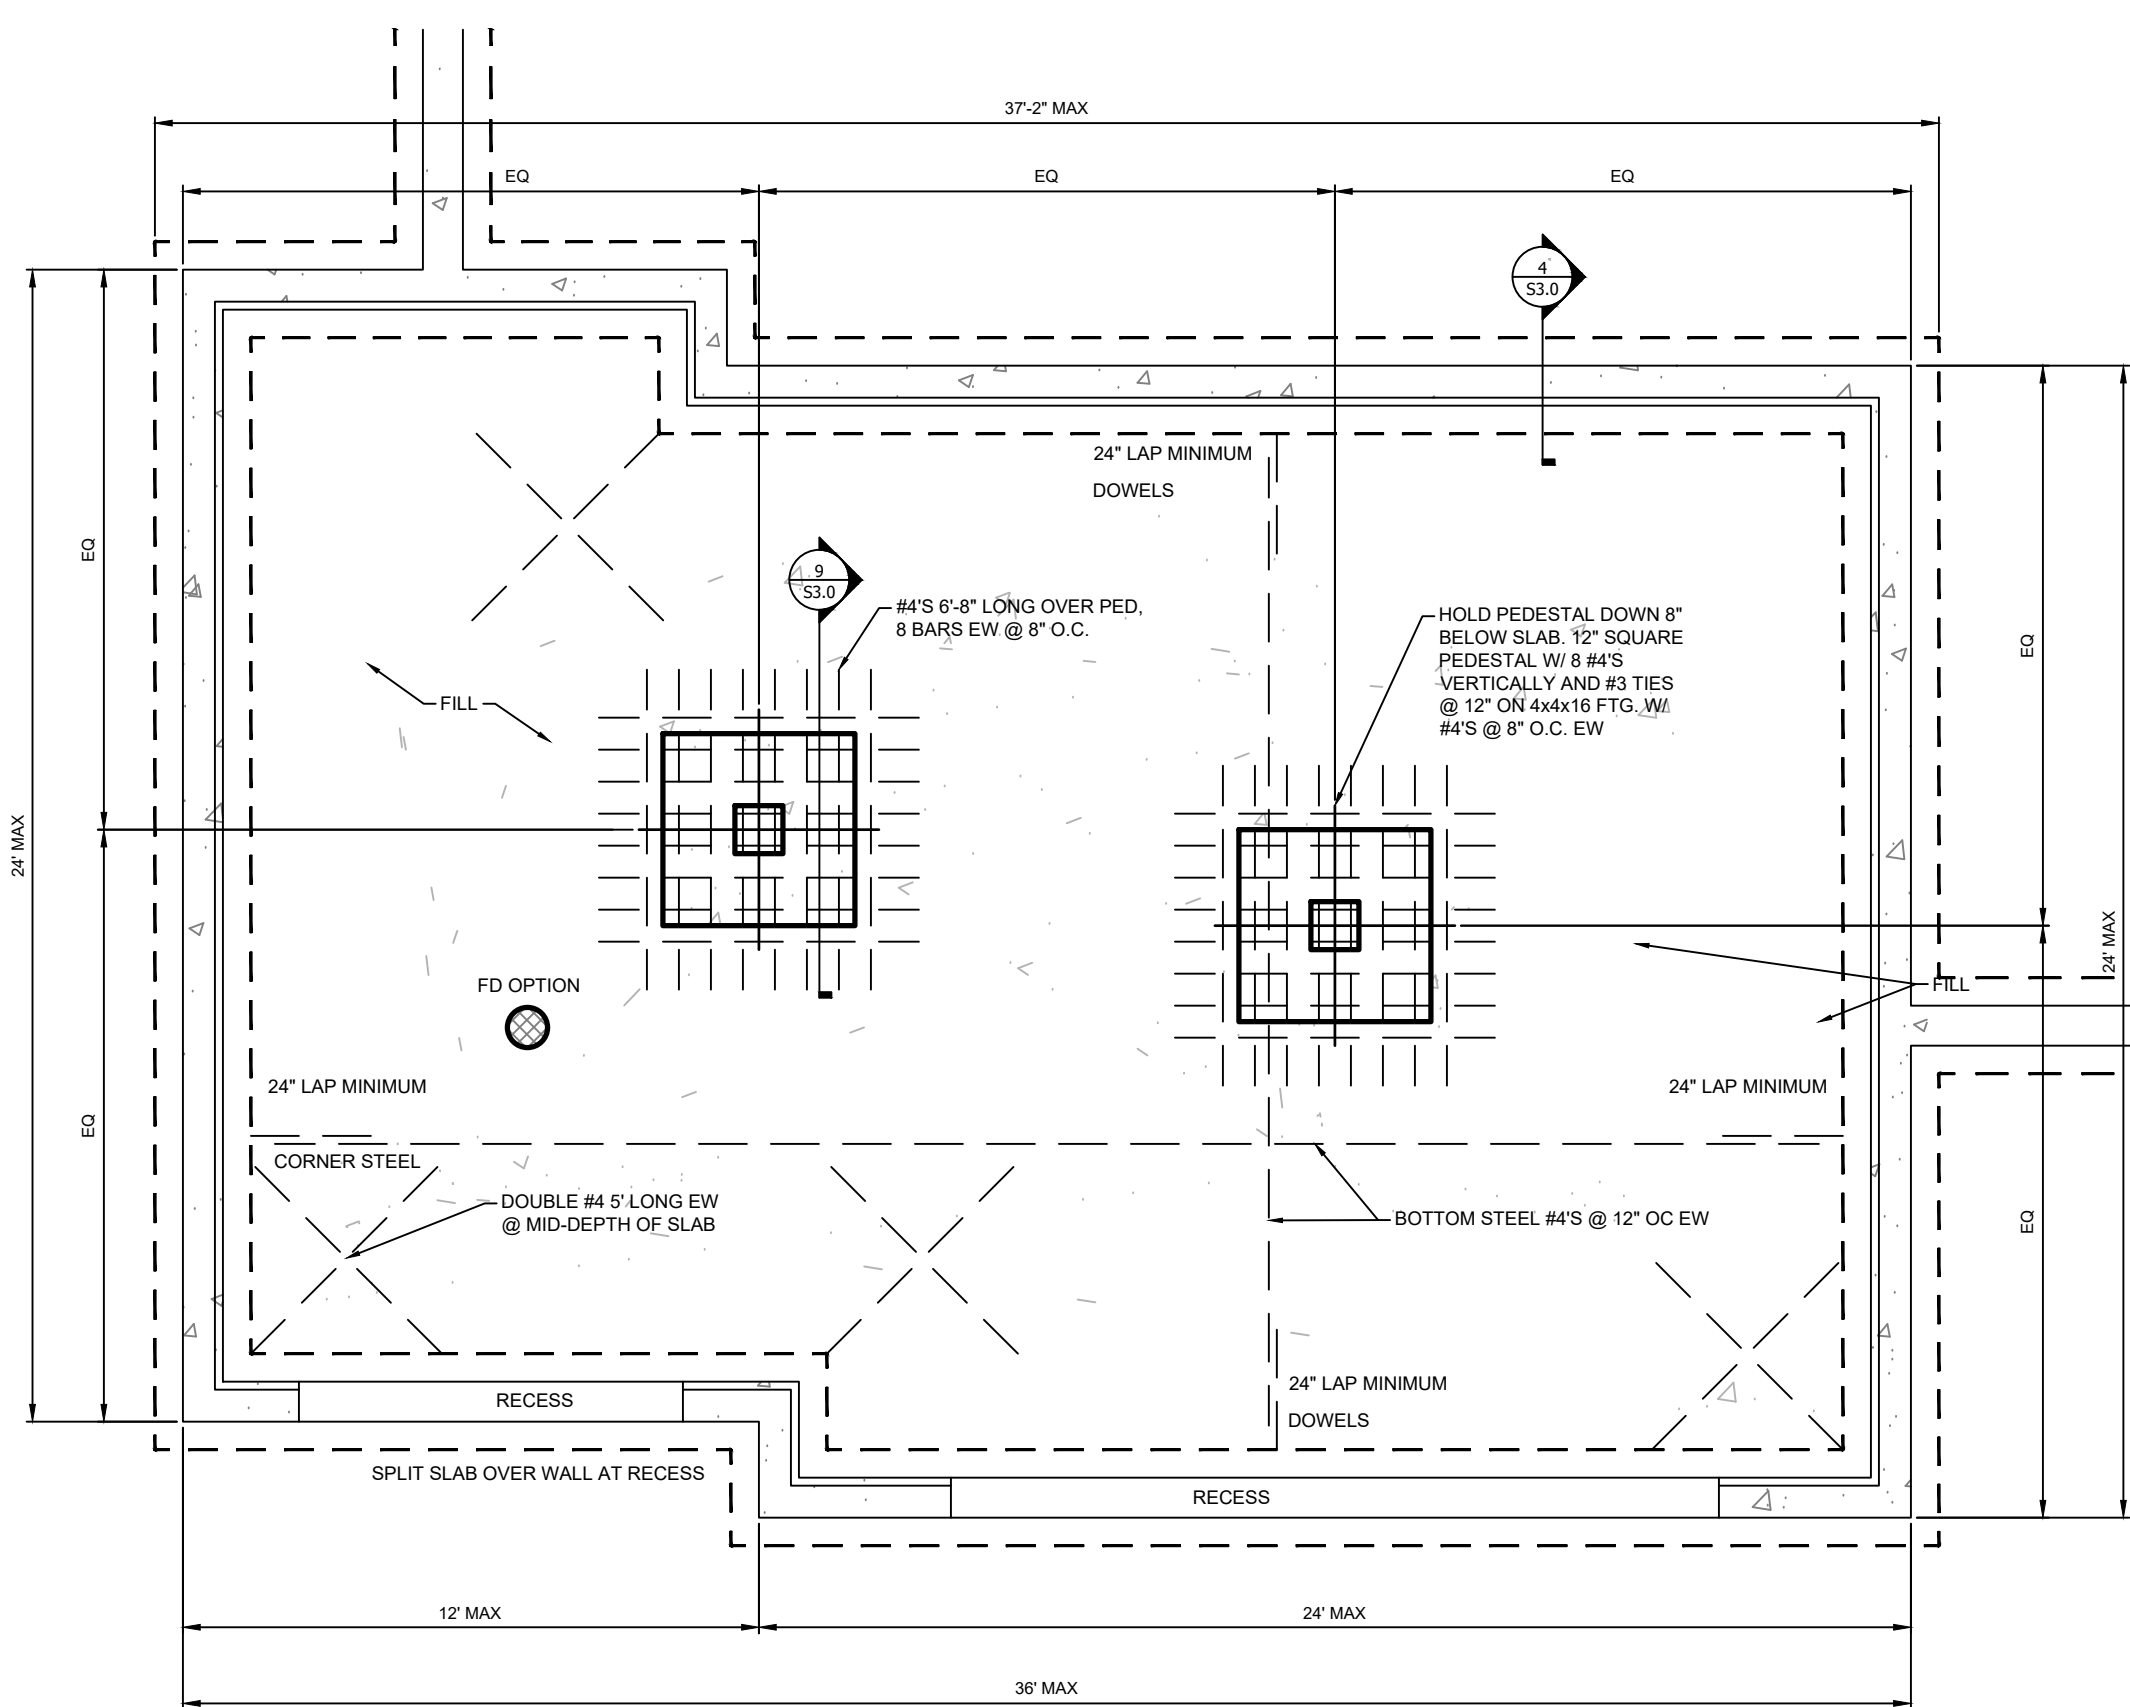 37'-2" MAX
EQ
EQ
EQ
4
S3.0
24" LAP MINIMUM
DOWELS
EQ
9
S3.0
#4'S 6'-8" LONG OVER PED,
8 BARS EW @ 8" O.C.
HOLD PEDESTAL DOWN 8"
BELOW SLAB. 12" SQUARE
PEDESTAL W/ 8 #4'S
VERTICALLY AND #3 TIES
@ 12" ON 4x4x16 FTG. W/
#4'S @ 8" O.C. EW
EQ
FILL
24' MAX
24' MAX
FD OPTION
FILL
24" LAP MINIMUM
24" LAP MINIMUM
EQ
CORNER STEEL
DOUBLE #4 5' LONG EW
@ MID-DEPTH OF SLAB
BOTTOM STEEL #4'S @ 12" OC EW
EQ
RECESS
24" LAP MINIMUM
DOWELS
SPLIT SLAB OVER WALL AT RECESS
RECESS
12' MAX
24' MAX
36' MAX